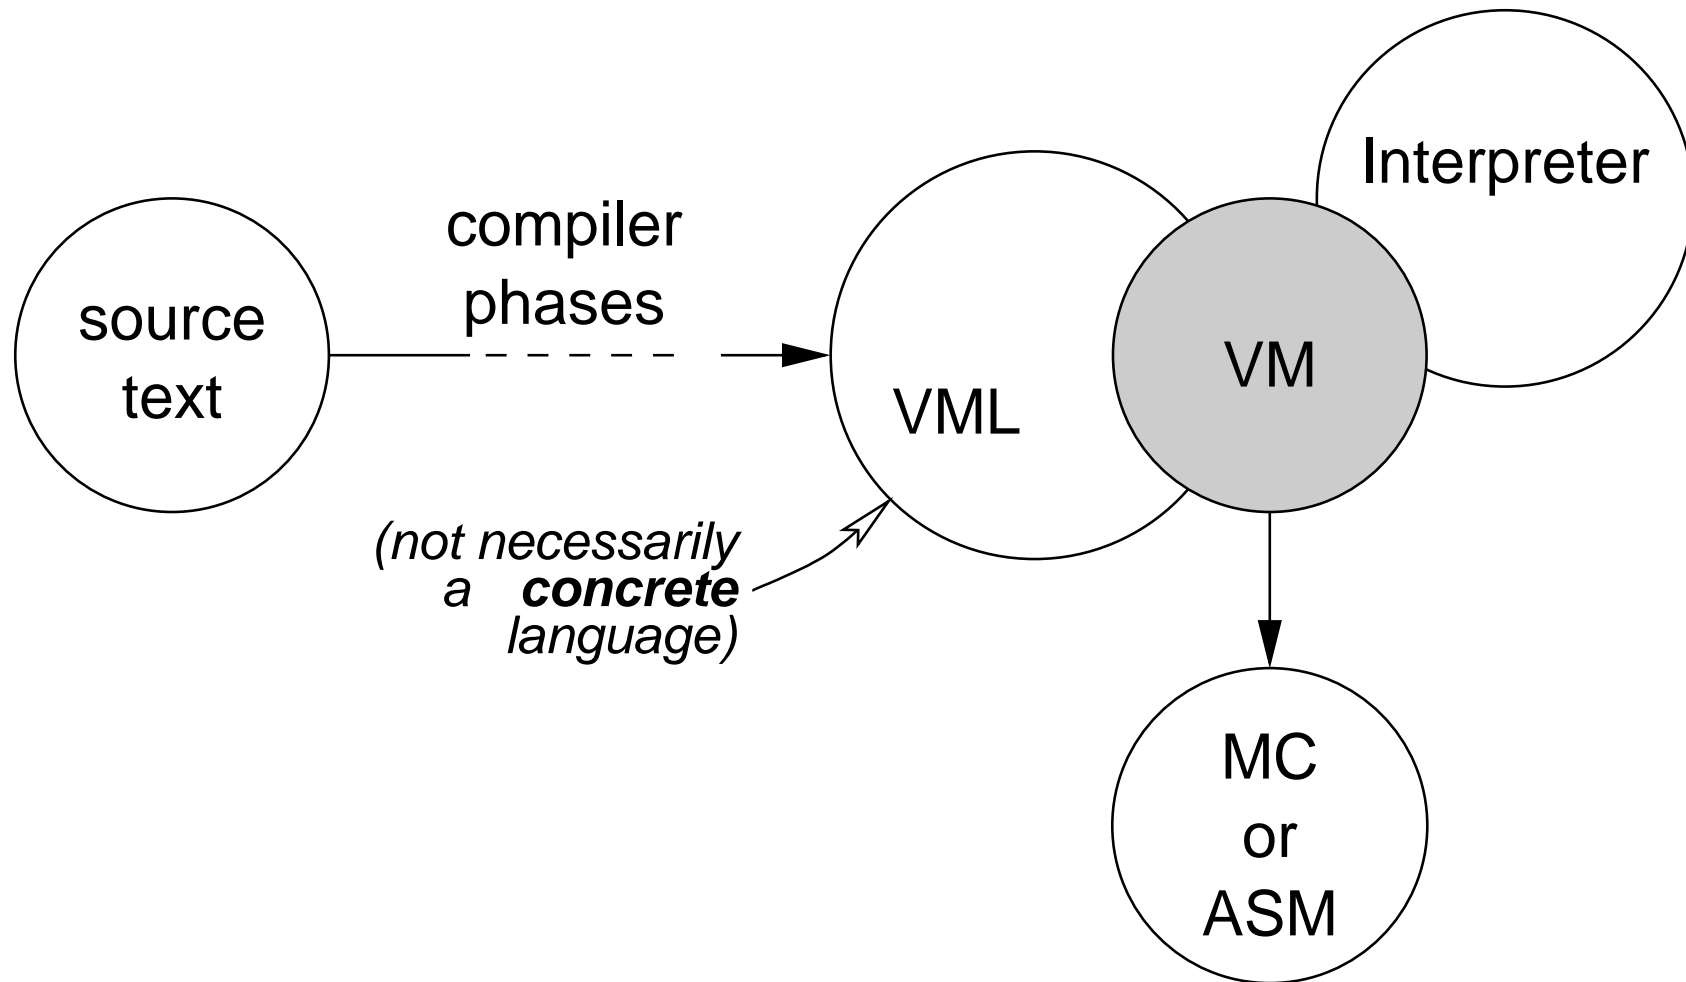 source
text
compiler
phases
VML
VM
Interpreter
(not necessarily
a concrete
language)
MC
or
ASM